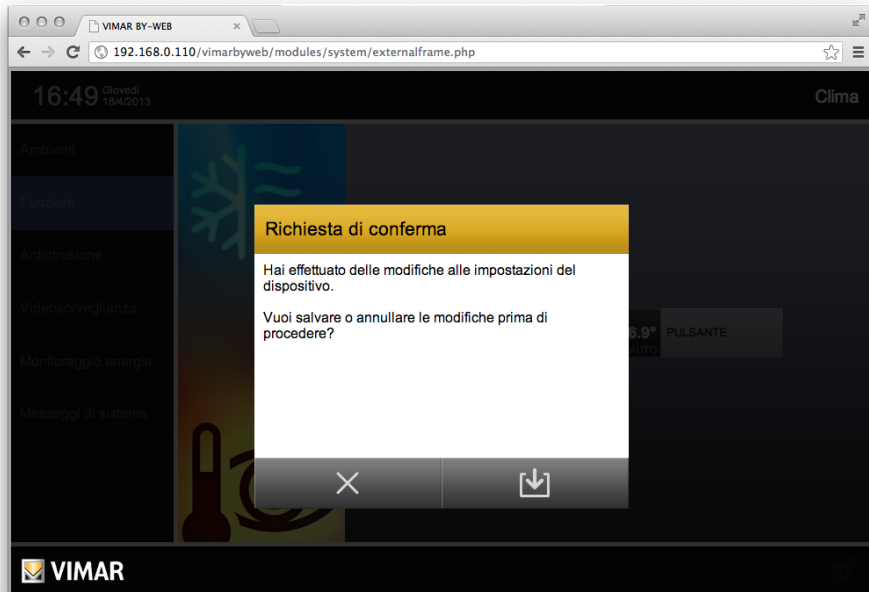 VIMAR BY-WEB
192.168.0.110/vimarbyweb/modules/system/externalframe.php
16:49 Giovedì
18/4/2013
Clima
Ambienti
Funzioni
Antintrusione
Videosorveglianza
Monitoraggio energia
Messaggi di sistema
Richiesta di conferma
Hai effettuato delle modifiche alle impostazioni del
dispositivo.
Vuoi salvare o annullare le modifiche prima di
procedere?
6.9°
AUTO
PULSANTE
VIMAR